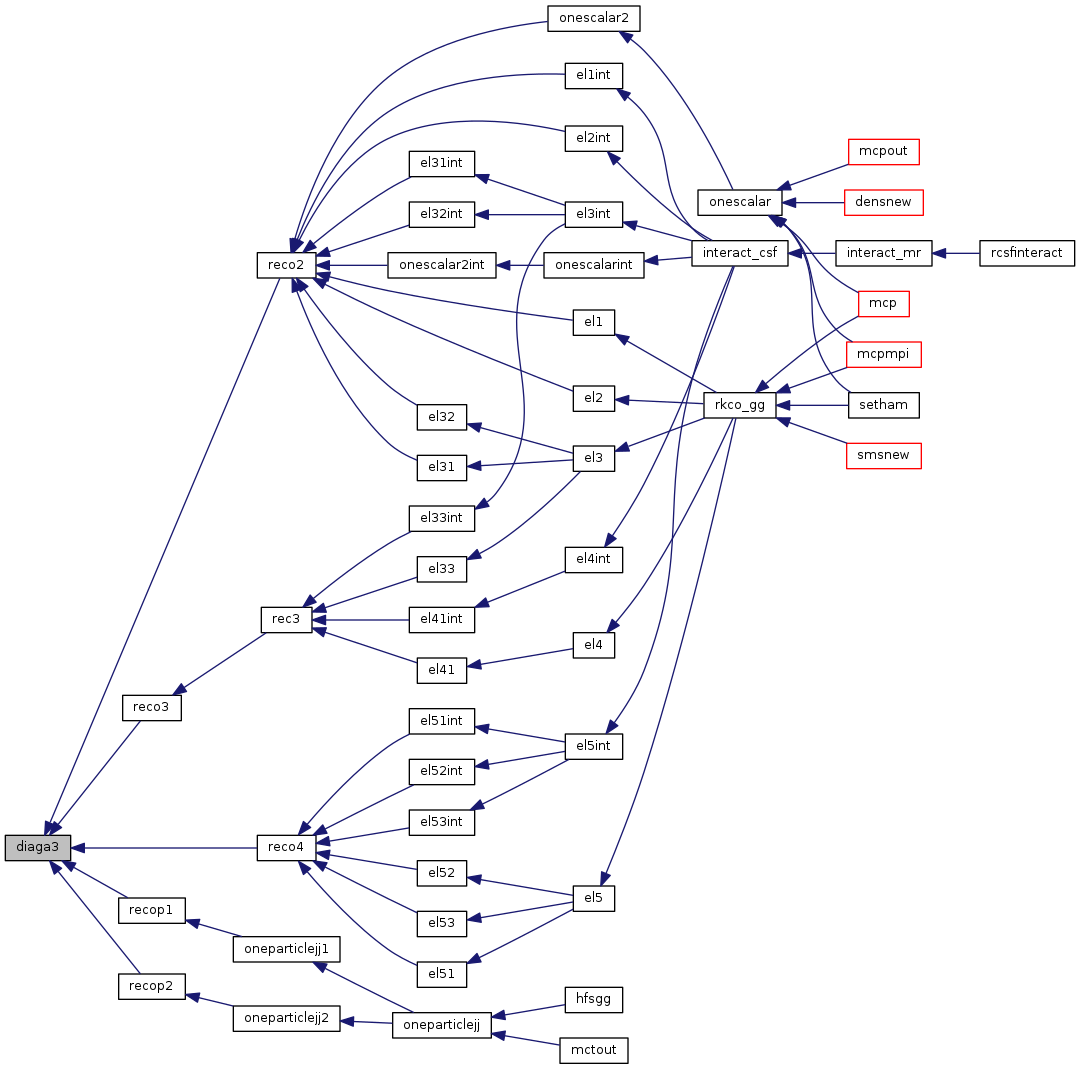 onescalar2
el1int
el2int
mcpout
el31int
onescalar
densnew
el32int
el3int
interact_csf
interact_mr
rcsfinteract
reco2
onescalar2int
onescalarint
mcp
el1
mcpmpi
el2
rkco_gg
setham
el32
el3
smsnew
el31
el33int
el4int
el33
rec3
el41int
el4
el41
reco3
el51int
el5int
el52int
el53int
diaga3
reco4
el52
el5
recop1
el53
oneparticlejj1
el51
recop2
hfsgg
oneparticlejj2
oneparticlejj
mctout